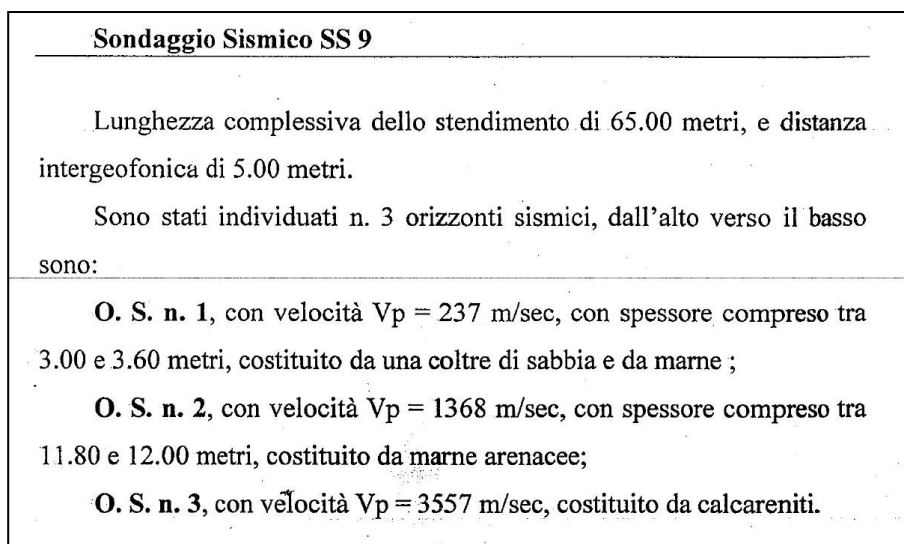 Sondaggio Sismico SS 9
Lunghezza complessiva dello stendimento di 65.00 metri, e distanza
intergeofonica di 5.00 metri.
Sono stati individuati n. 3 orizzonti sismici, dall'alto verso il basso
sono:
O. S. n. 1, con velocità Vp = 237 m/sec, con spessore compreso tra
3.00 e 3.60 metri, costituito da una coltre di sabbia e da marne ;
O. S. n. 2, con velocità Vp = 1368 m/sec, con spessore compreso tra
11.80 e 12.00 metri, costituito da marne arenacee;
O. S. n. 3, con velocità Vp = 3557 m/sec, costituito da calcareniti.